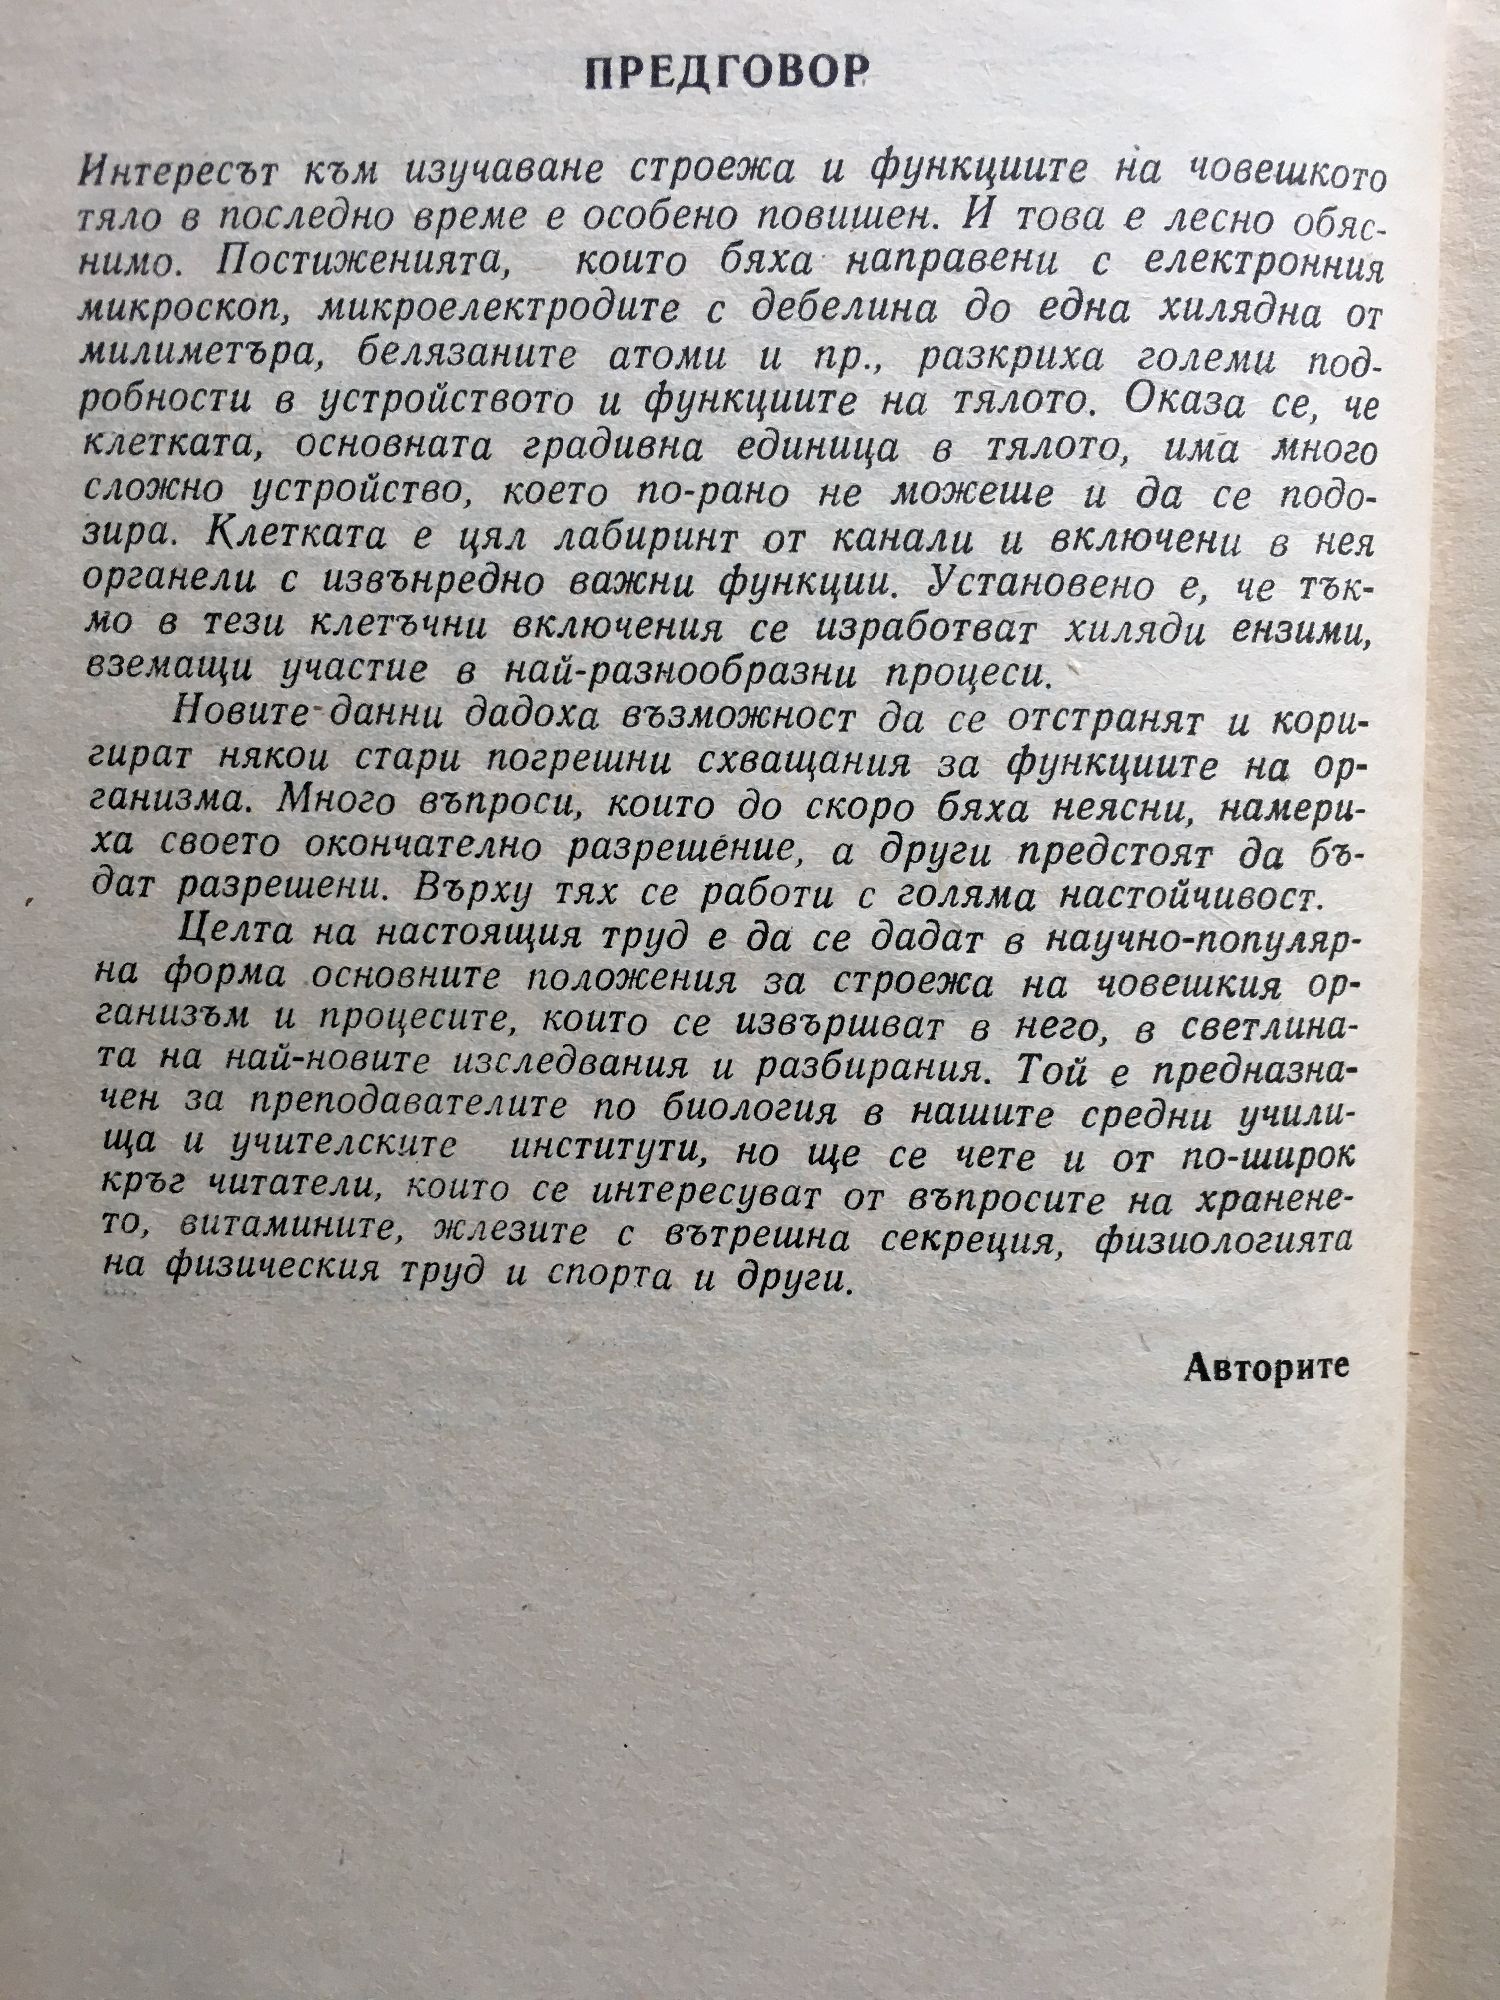 ПРЕДГОВОР
Интересът към изучаване строежа и функциите на човешкото
тяло в последно време е особено повишен. И това е лесно обяс-
нимо. Постиженията, които бяха направени с електронния
микроскоп, микроелектродите с дебелина до една хилядна от
милиметъра, белязаните атоми и пр., разкриха големи под-
робности в устройството и функциите на тялото. Оказа се, че
клетката, основната градивна единица в тялото, има много
сложно устройство, което по-рано не можеше и да се подо-
зира. Клетката е цял лабиринт от канали и включени в нея
органели с извънредно важни функции. Установено е, че тък-
мо в тези клетъчни включения се изработват хиляди ензими,
вземащи участие в най-разнообразни процеси.
Новите данни дадоха възможност да се отстранят и кори-
гират някои стари погрешни схващания за функциите на ор-
ганизма. Много въпроси, които до скоро бяха неясни, намери-
ха своето окончателно разрешение, а други предстоят да бъ-
дат разрешени. Върху тях се работи с голяма настойчивост.
Целта на настоящия труд е да се дадат в научно-популяр-
на форма основните положения за строежа на човешкия ор-
ганизъм и процесите, които се извършват в него, в светлина-
та на най-новите изследвания и разбирания. Той е предназна-
чен за преподавателите по биология в нашите средни учили-
ща и учителските институти, но ще се чете и от по-широк
кръг читатели, които се интересуват от въпросите на хранене-
то, витамините, жлезите с вътрешна секреция, физиологията
на физическия труд и спорта и други.
Авторите